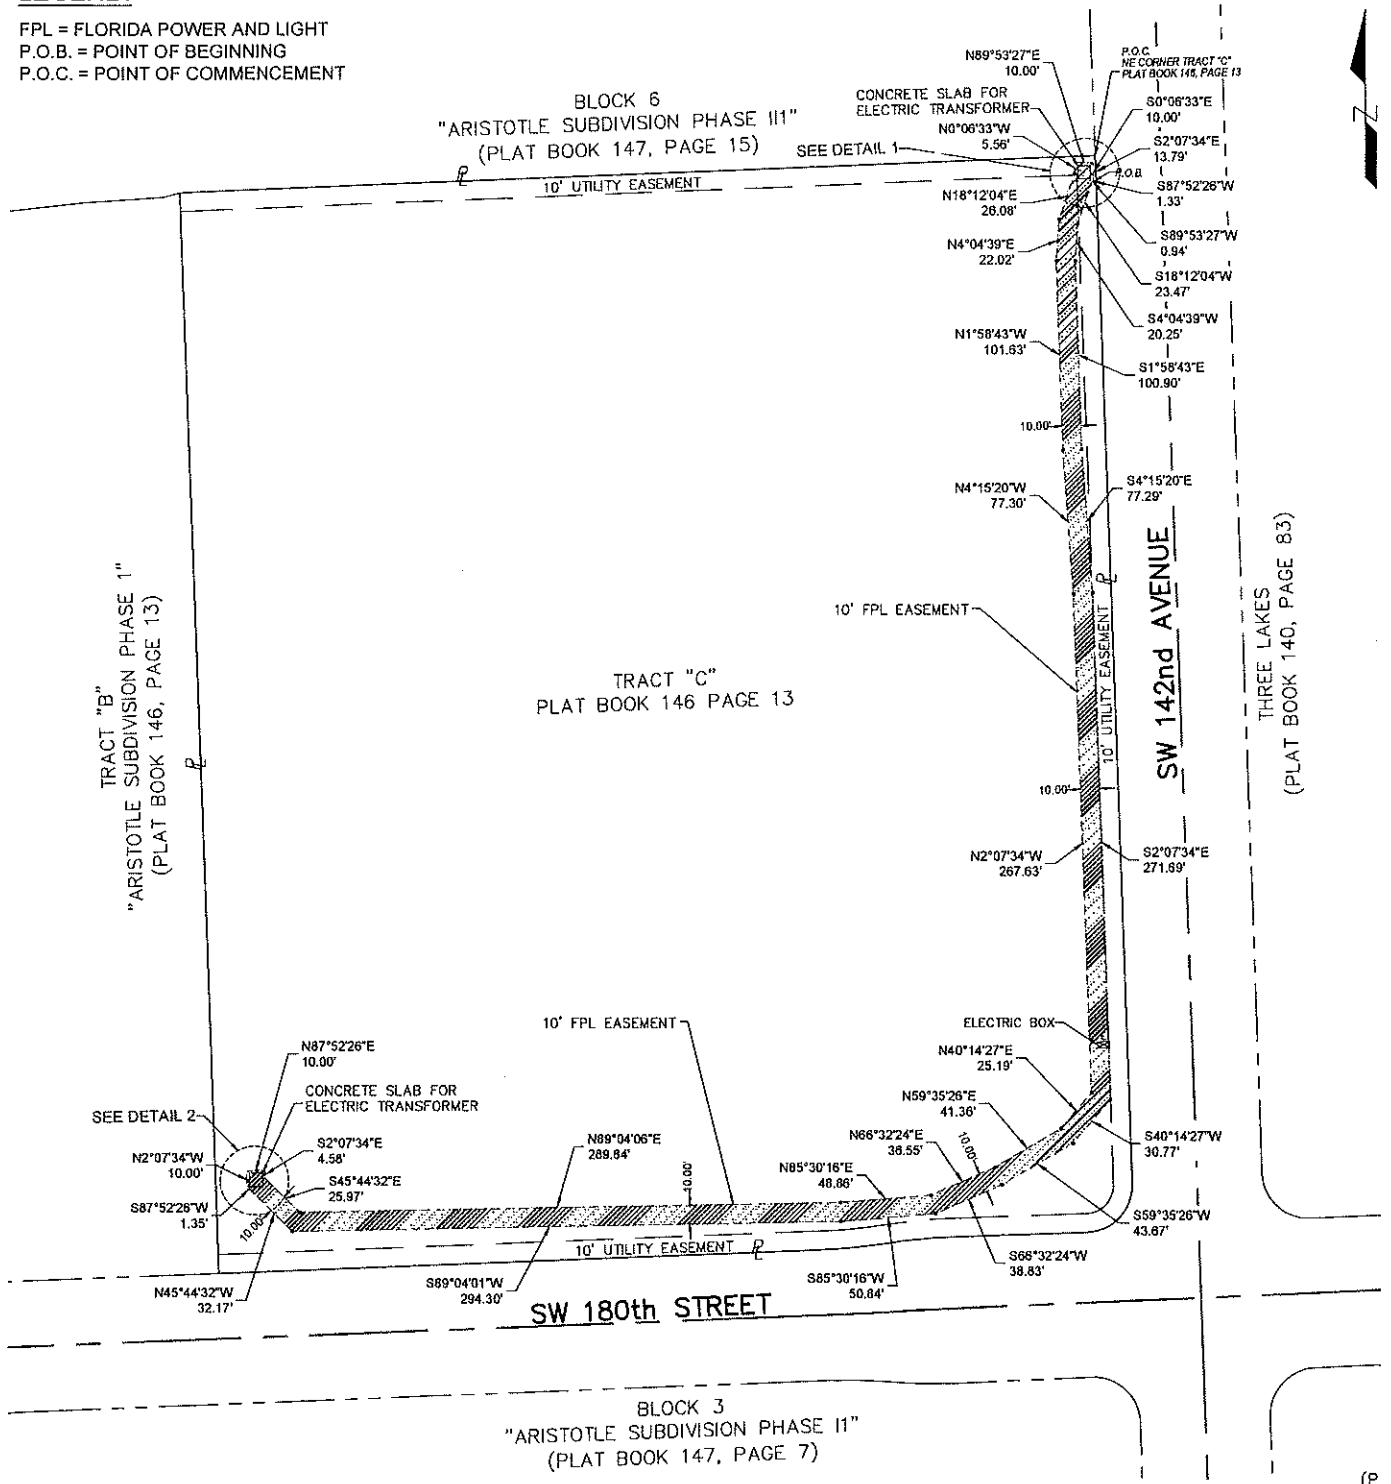 FPL = FLORIDA POWER AND LIGHT
P.O.B. = POINT OF BEGINNING
P.O.C. = POINT OF COMMENCEMENT
BLOCK 6
"ARISTOTLE SUBDIVISION PHASE II1"
(PLAT BOOK 147, PAGE 15)
N89°53'27"E
10.00'
P.O.C.
NE CORNER TRACT "C"
PLAT BOOK 146, PAGE 13
CONCRETE SLAB FOR
ELECTRIC TRANSFORMER
S0°06'33"E
10.00'
N0°06'33"W
5.56'
S2°07'34"E
13.79'
SEE DETAIL 1
P.O.B.
10' UTILITY EASEMENT
S87°52'26"W
1.33'
N18°12'04"E
26.08'
S89°53'27"W
0.94'
N4°04'39"E
22.02'
S18°12'04"W
23.47'
S4°04'39"W
20.25'
N1°58'43"W
101.63'
S1°58'43"E
100.90'
10.00'
N4°15'20"W
77.30'
S4°15'20"E
77.29'
10' FPL EASEMENT
10' UTILITY EASEMENT
SW 142nd AVENUE
THREE LAKES
(PLAT BOOK 140, PAGE 83)
TRACT "B"
"ARISTOTLE SUBDIVISION PHASE 1"
(PLAT BOOK 146, PAGE 13)
TRACT "C"
PLAT BOOK 146 PAGE 13
10.00'
N2°07'34"W
267.63'
S2°07'34"E
271.69'
10' FPL EASEMENT
ELECTRIC BOX
N40°14'27"E
25.19'
N87°52'26"E
10.00'
CONCRETE SLAB FOR
ELECTRIC TRANSFORMER
SEE DETAIL 2
N59°35'26"E
41.36'
S2°07'34"E
4.58'
N2°07'34"W
10.00'
N89°04'06"E
289.84'
N66°32'24"E
36.55'
10.00'
S40°14'27"W
30.77'
N85°30'16"E
48.86'
10.00'
S45°44'32"E
25.97'
S87°52'26"W
1.35'
10.00'
S59°35'26"W
43.67'
10' UTILITY EASEMENT
S66°32'24"W
38.83'
N45°44'32"W
32.17'
S89°04'01"W
294.30'
S85°30'16"W
50.84'
SW 180th STREET
BLOCK 3
"ARISTOTLE SUBDIVISION PHASE I1"
(PLAT BOOK 147, PAGE 7)
(P